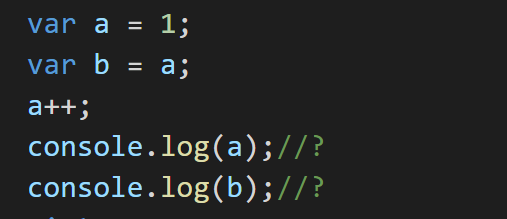 var a = 1;
var b = a;
a++;
console.log(a);//?
console.log(b);//?